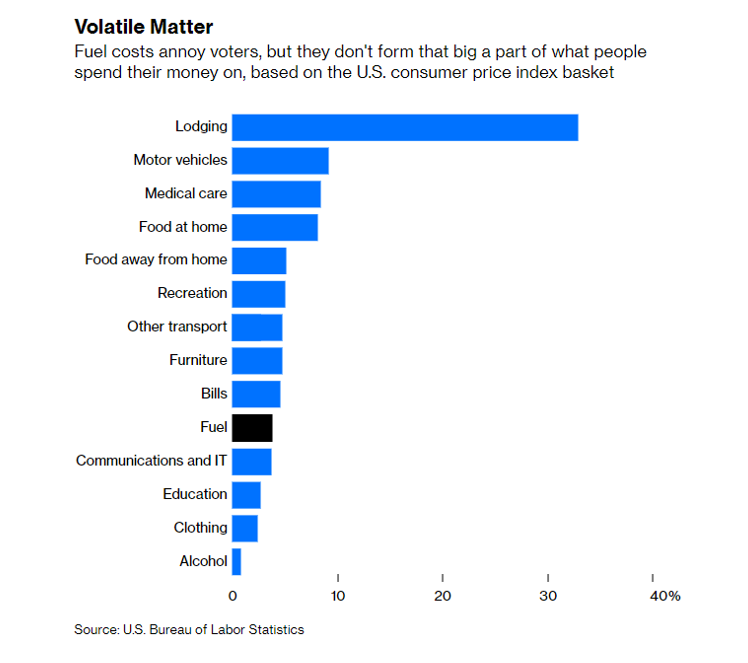 Volatile Matter
Fuel costs annoy voters, but they don't form that big a part of what people
spend their money on, based on the U.S. consumer price index basket
Lodging
Motor vehicles
Medical care
Food at home
Food away from home
Recreation
Other transport
Furniture
Bills
Fuel
Communications and IT
Education
Clothing
Alcohol
0 10 20 30 40%
Source: U.S. Bureau of Labor Statistics